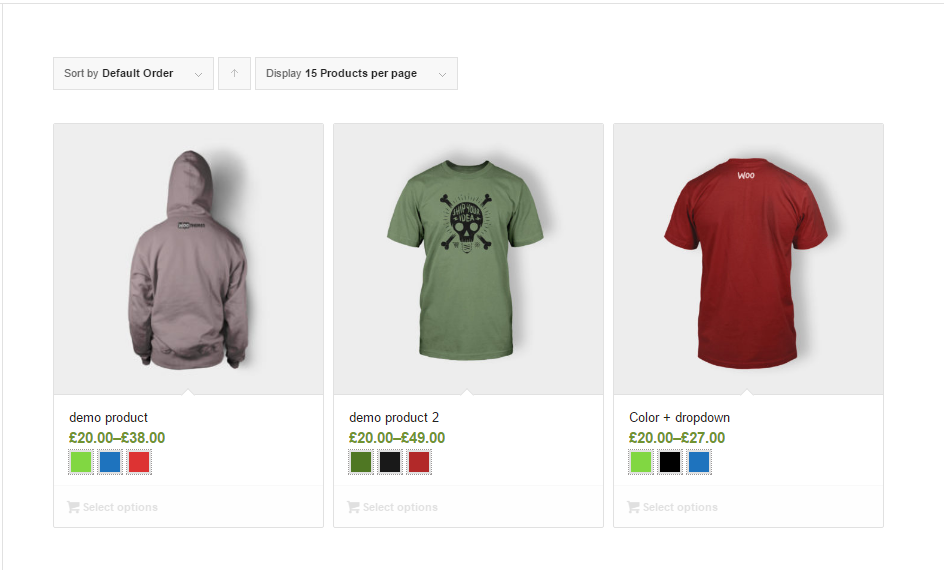 Sort by Default Order
Display 15 Products per page
SHIP YOUR
IDEA
Woo
demo product
£20.00–£38.00
Select options
demo product 2
£20.00–£49.00
Select options
Color + dropdown
£20.00–£27.00
Select options